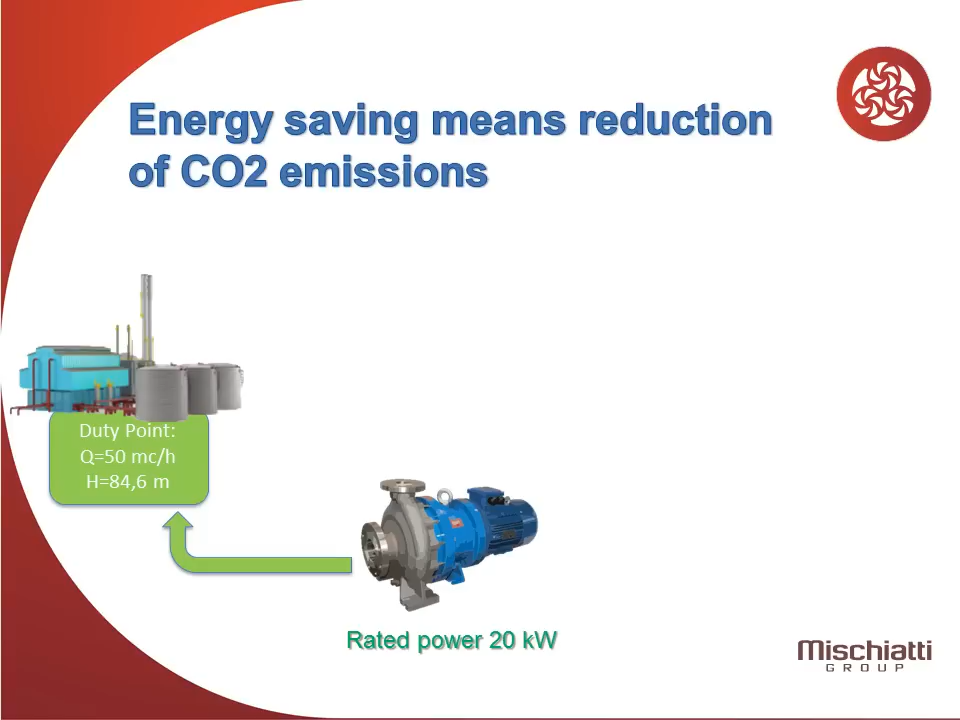 Energy saving means reduction
of CO2 emissions
Duty Point:
Q=50 mc/h
H=84,6 m
Rated power 20 kW
Mischiatti
GROUP